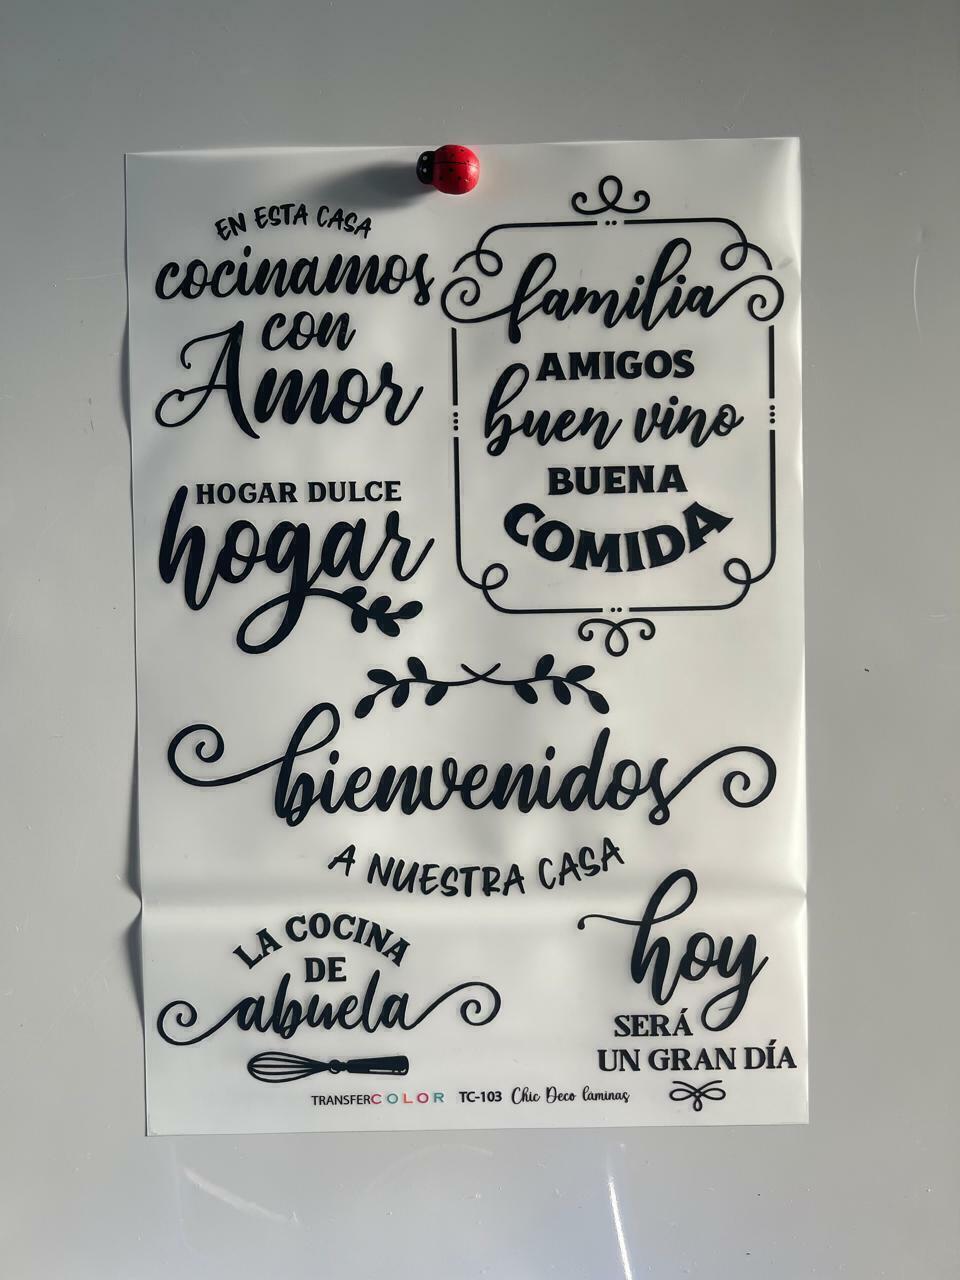 EN ESTA CASA
cocinamos
con
Amor
familia
AMIGOS
buen vino
BUENA
COMIDA
HOGAR DULCE
hogar
bienvenidos
A NUESTRA CASA
LA COCINA
DE
abuela
hoy
SERÁ
UN GRAN DÍA
TRANSFERCOLOR TC-103 Chic Deco laminas